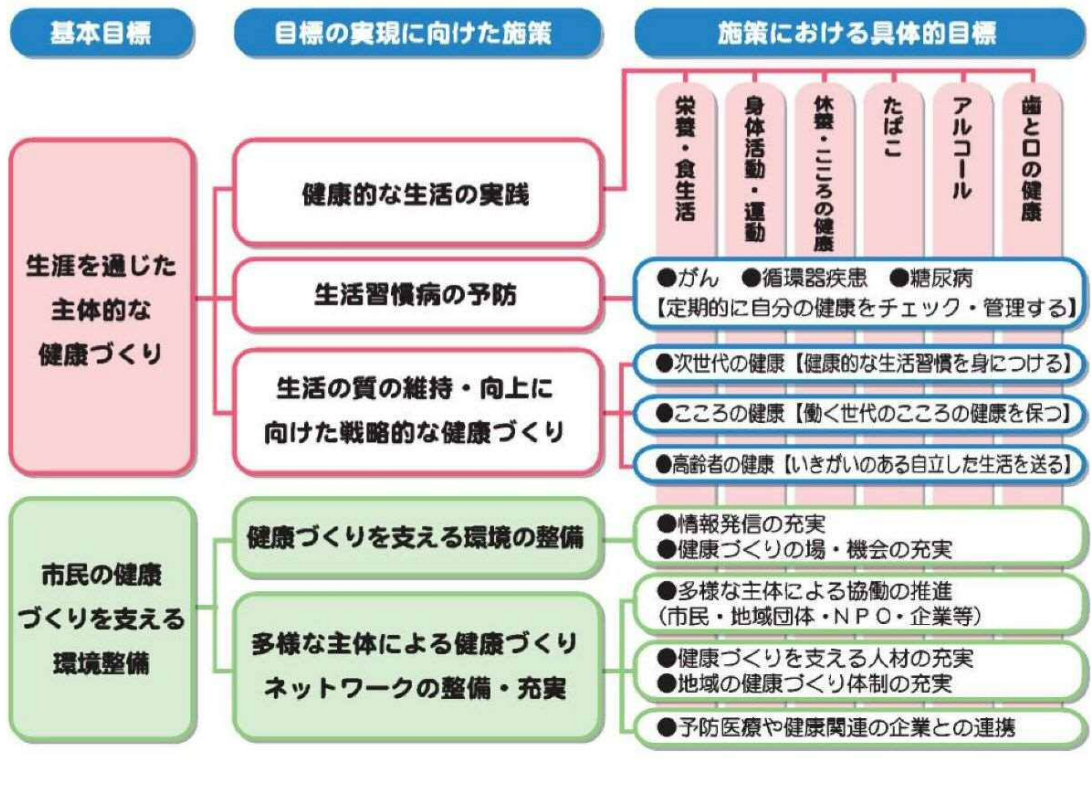 基本目標
目標の実現に向けた施策
施策における具体的目標
栄養・食生活
身体活動・運動
休養・こころの健康
たばこ
アルコール
歯と口の健康
生涯を通じた
主体的な
健康づくり
健康的な生活の実践
生活習慣病の予防
●がん ●循環器疾患 ●糖尿病
【定期的に自分の健康をチェック・管理する】
生活の質の維持・向上に
向けた戦略的な健康づくり
●次世代の健康【健康的な生活習慣を身につける】
●こころの健康【働く世代のこころの健康を保つ】
●高齢者の健康【いきがいのある自立した生活を送る】
市民の健康
づくりを支える
環境整備
健康づくりを支える環境の整備
●情報発信の充実
●健康づくりの場・機会の充実
多様な主体による健康づくり
ネットワークの整備・充実
●多様な主体による協働の推進
(市民・地域団体・NPO・企業等)
●健康づくりを支える人材の充実
●地域の健康づくり体制の充実
●予防医療や健康関連の企業との連携